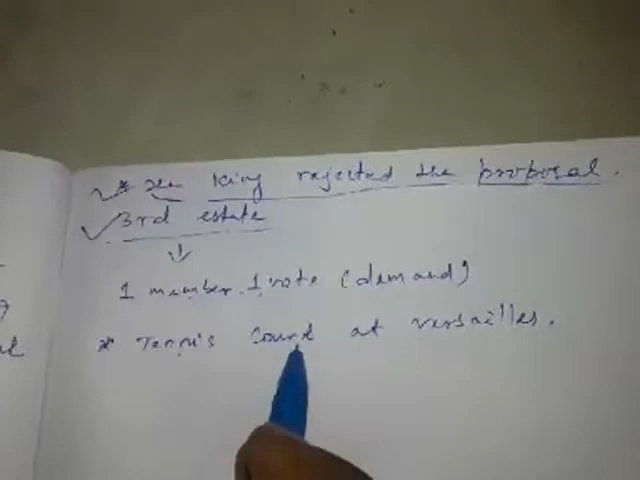 * The King rejected the proposal.
3rd estate
1 member 1 vote (demand)
* Tennis Court at Versailles.